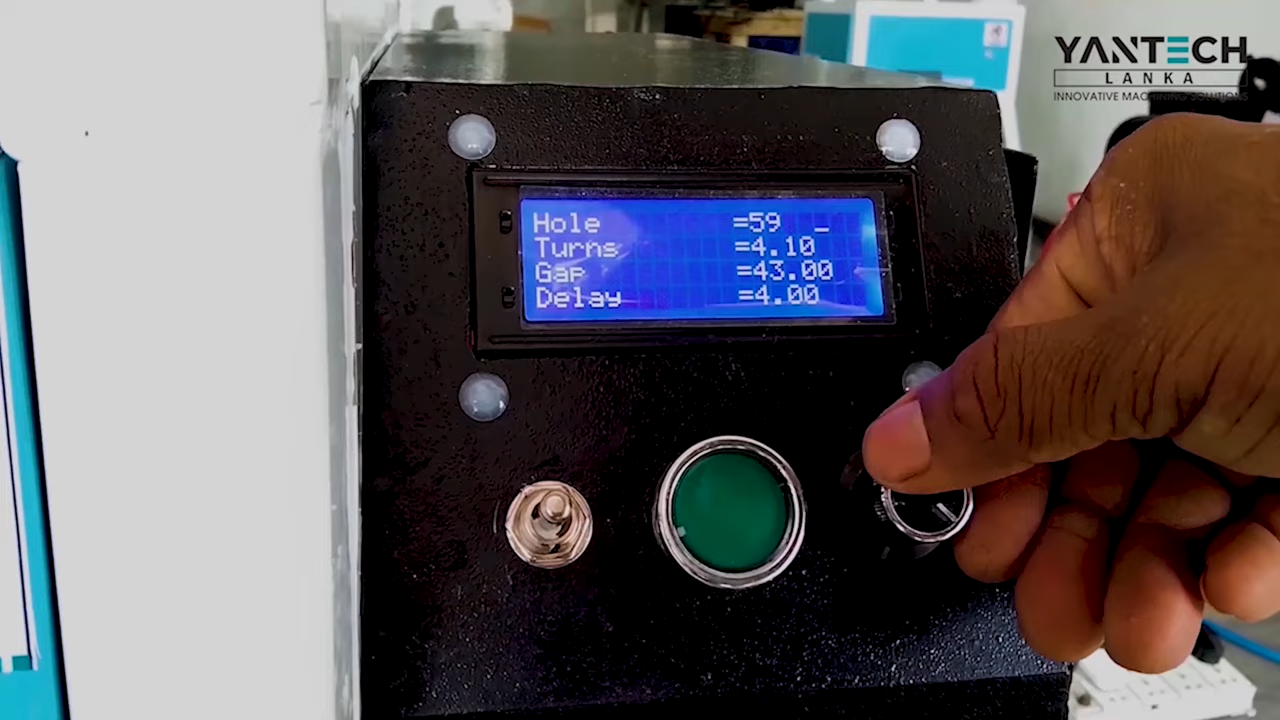 YANTECH
LANKA
INNOVATIVE MACHINING SOLUTIONS
Hole =59 _
Turns =4.10
Gap =43.00
Delay =4.00